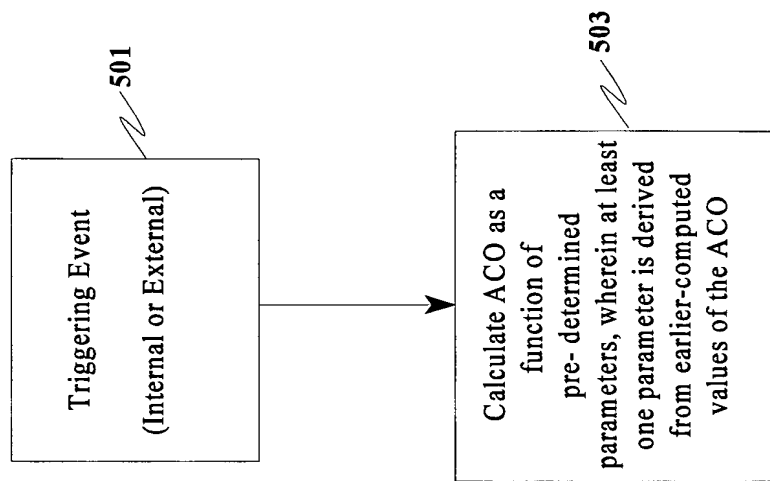 Triggering Event
(Internal or External)
501
Calculate ACO as a
function of
pre- determined
parameters, wherein at least
one parameter is derived
from earlier-computed
values of the ACO
503